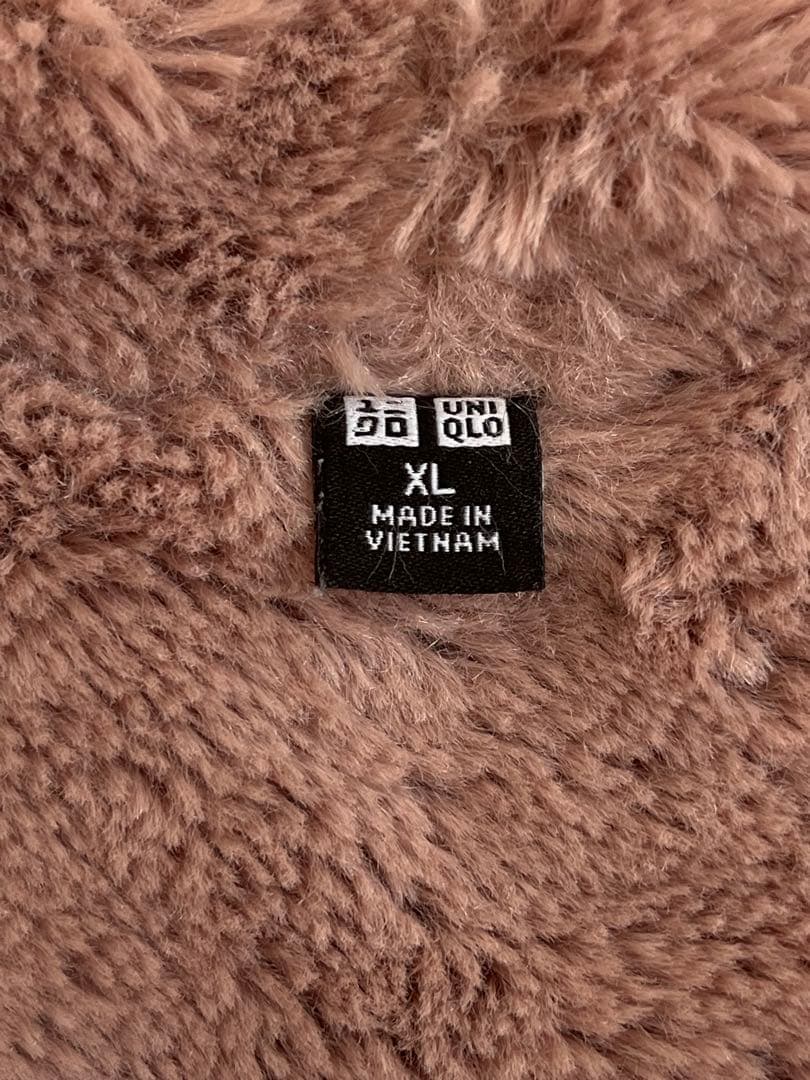 ユニ UNI
クロ QLO
XL
MADE IN
VIETNAM